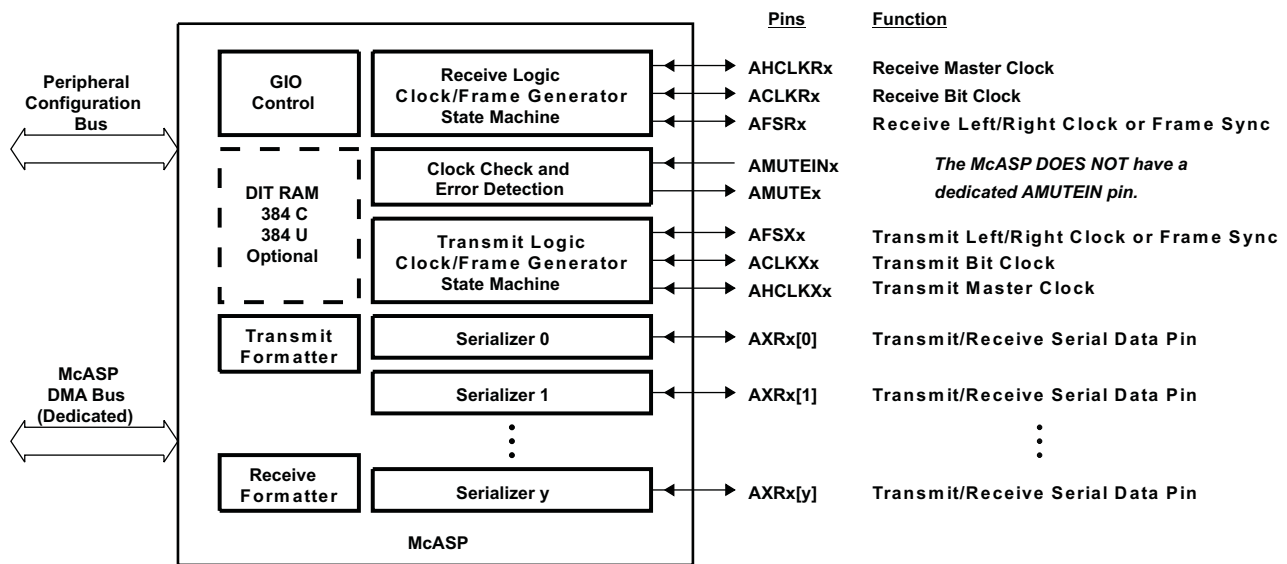 Pins Function
Peripheral
Configuration
Bus
GIO
Control
Receive Logic
Clock/Frame Generator
State Machine
AHCLKRx Receive Master Clock
ACLKRx Receive Bit Clock
AFSRx Receive Left/Right Clock or Frame Sync
DIT RAM
384 C
384 U
Optional
Clock Check and
Error Detection
AMUTEINx
AMUTEx
The McASP DOES NOT have a
dedicated AMUTEIN pin.
Transmit Logic
Clock/Frame Generator
State Machine
AFSXx Transmit Left/Right Clock or Frame Sync
ACLKXx Transmit Bit Clock
AHCLKXx Transmit Master Clock
Transmit
Formatter
Serializer 0
AXRx[0] Transmit/Receive Serial Data Pin
McASP
DMA Bus
(Dedicated)
Serializer 1
AXRx[1] Transmit/Receive Serial Data Pin
Receive
Formatter
Serializer y
AXRx[y] Transmit/Receive Serial Data Pin
McASP